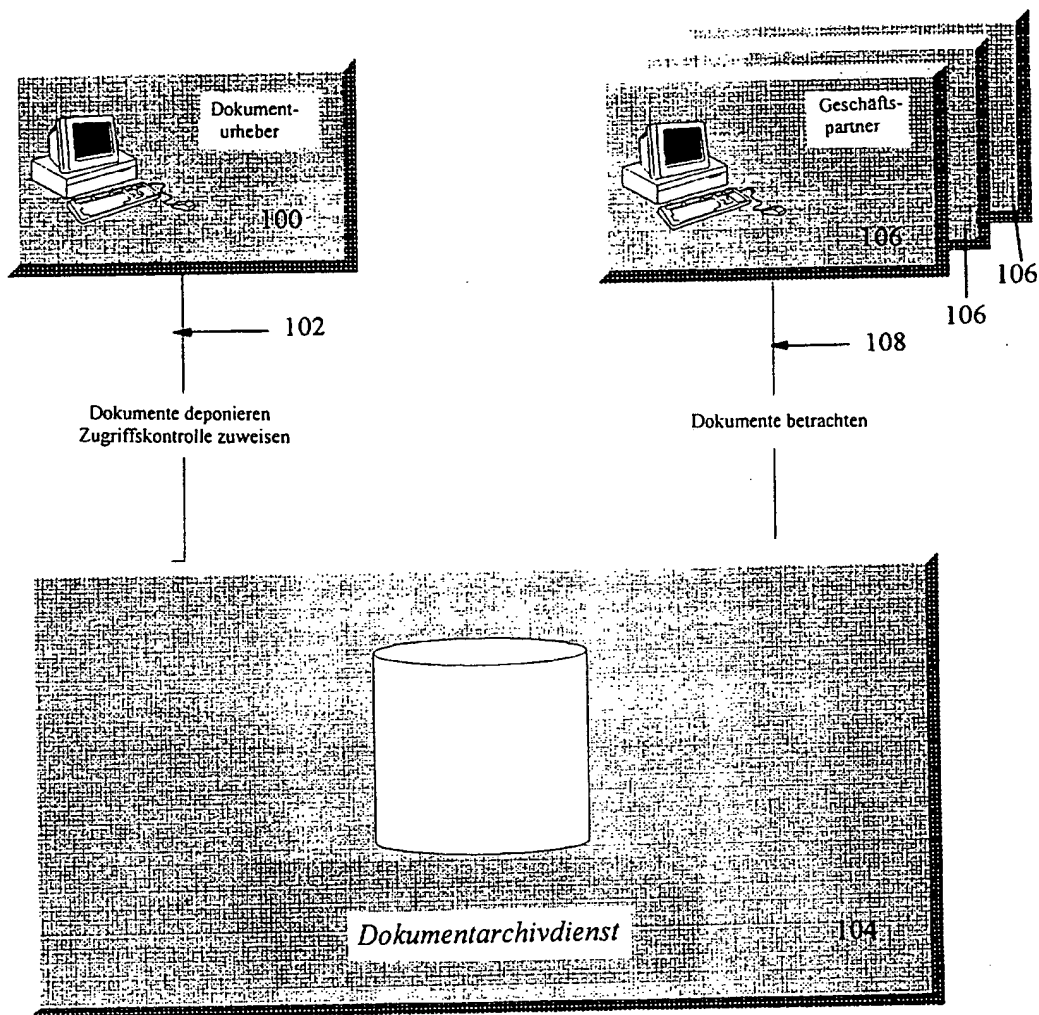 Dokument-
urheber
100
Geschäfts-
partner
106
106
106
102
108
Dokumente deponieren
Zugriffskontrolle zuweisen
Dokumente betrachten
Dokumentarchivdienst
104